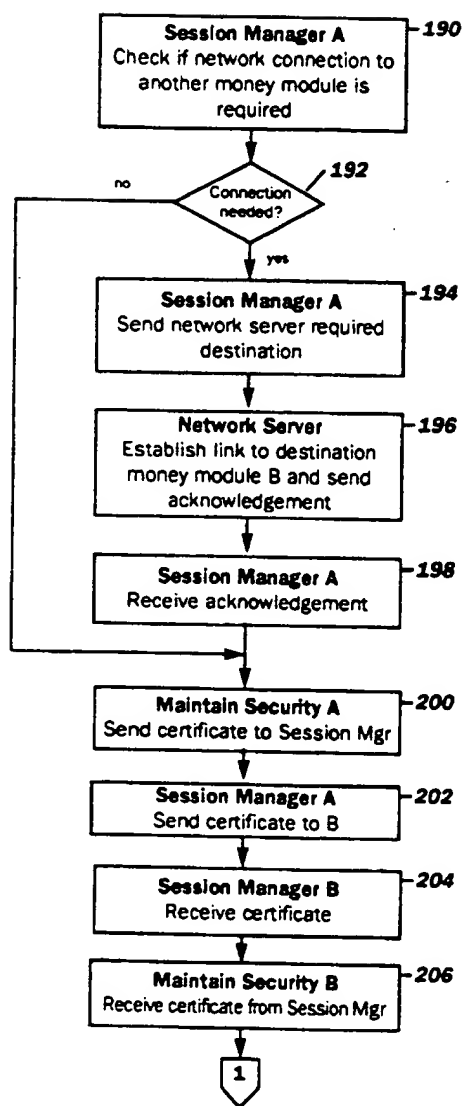 Session Manager A
190
Check if network connection to
another money module is
required
192
no
Connection
needed?
yes
Session Manager A
194
Send network server required
destination
Network Server
196
Establish link to destination
money module B and send
acknowledgement
Session Manager A
198
Receive acknowledgement
Maintain Security A
200
Send certificate to Session Mgr
Session Manager A
202
Send certificate to B
Session Manager B
204
Receive certificate
Maintain Security B
206
Receive certificate from Session Mgr
1